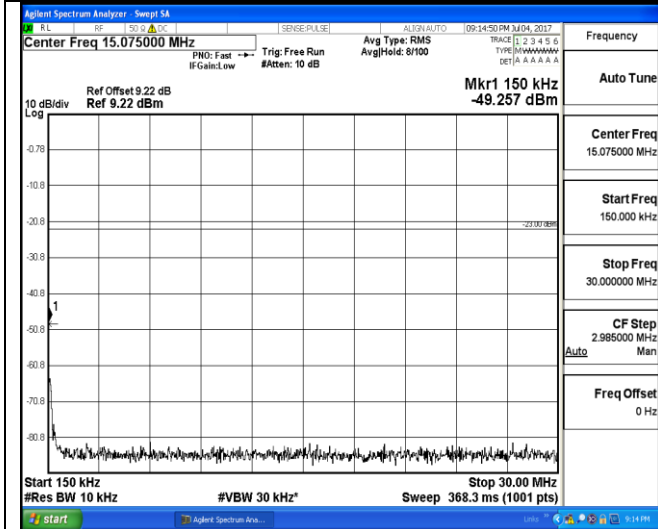 Agilent Spectrum Analyzer - Swept SA
RL RF 50 Ω DC SENSE:PULSE ALIGN AUTO 09:14:50 PM Jul 04, 2017
Center Freq 15.075000 MHz
PNO: Fast
IFGain:Low
Trig: Free Run
#Atten: 10 dB
Avg Type: RMS
Avg|Hold: 8/100
TRACE 1 2 3 4 5 6
TYPE MWWWWW
DET A A A A A A
Ref Offset 9.22 dB
Ref 9.22 dBm
10 dB/div
Log
Mkr1 150 kHz
-49.257 dBm
-0.78
-10.8
-20.8
-23.00 dBm
-30.8
-40.8
1
-50.8
-60.8
-70.8
-80.8
Start 150 kHz
#Res BW 10 kHz
#VBW 30 kHz*
Stop 30.00 MHz
Sweep 368.3 ms (1001 pts)
Frequency
Auto Tune
Center Freq
15.075000 MHz
Start Freq
150.000 kHz
Stop Freq
30.000000 MHz
CF Step
2.985000 MHz
Auto Man
Freq Offset
0 Hz
start
Agilent Spectrum Ana...
Links
9:14 PM